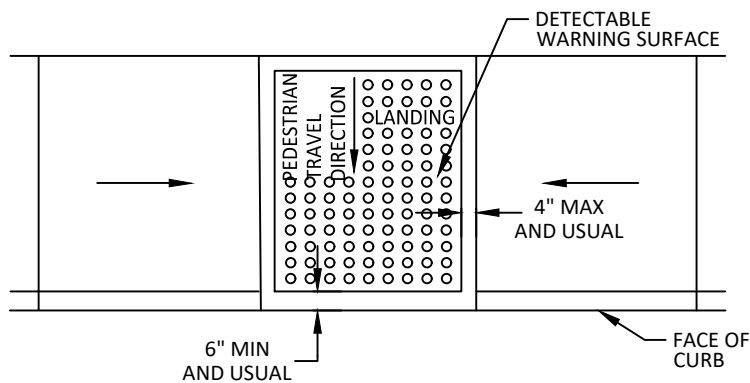 DETECTABLE
WARNING SURFACE
PEDESTRIAN
TRAVEL
DIRECTION
LANDING
4" MAX
AND USUAL
6" MIN
AND USUAL
FACE OF
CURB